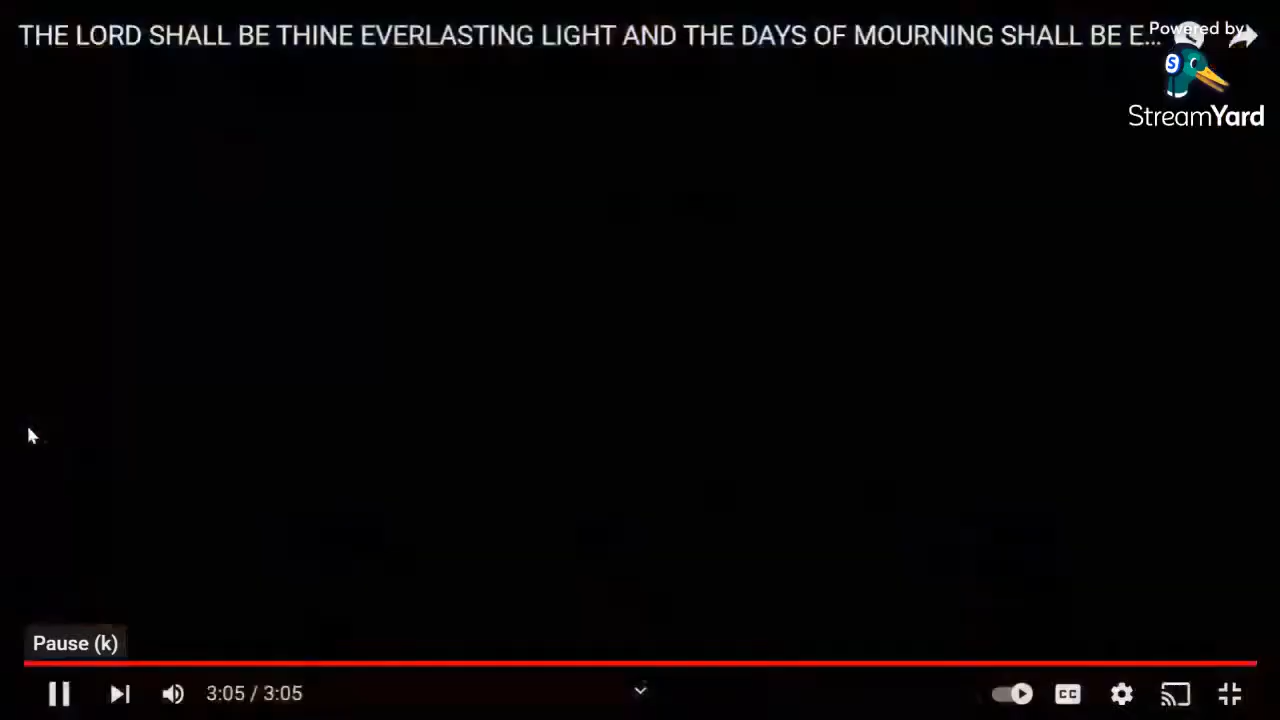 THE LORD SHALL BE THINE EVERLASTING LIGHT AND THE DAYS OF MOURNING SHALL BE E...
Powered by
S
StreamYard
Pause (k)
3:05 / 3:05
CC